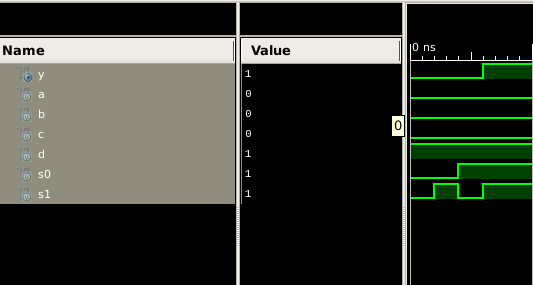 Name Value 0 ns
y 1
a 0
b 0
c 0 0
d 1
s0 1
s1 1